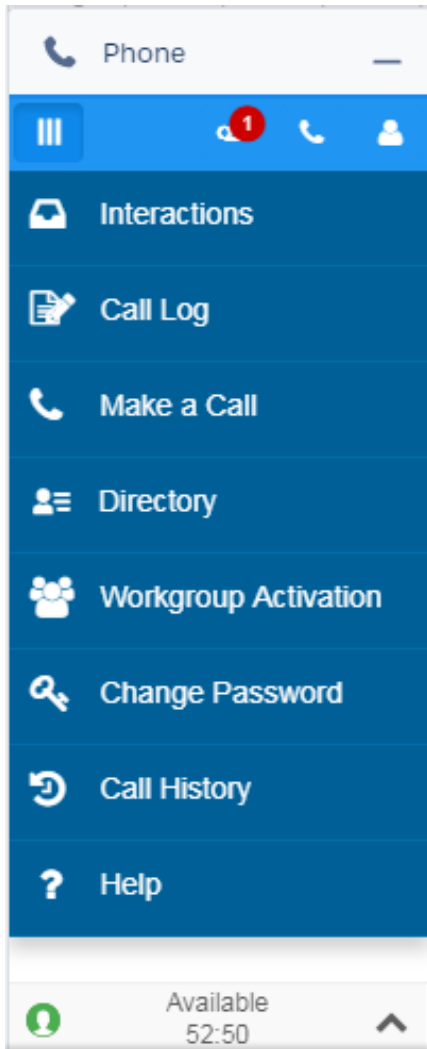 Phone
1
Interactions
Call Log
Make a Call
Directory
Workgroup Activation
Change Password
Call History
Help
Available
52:50